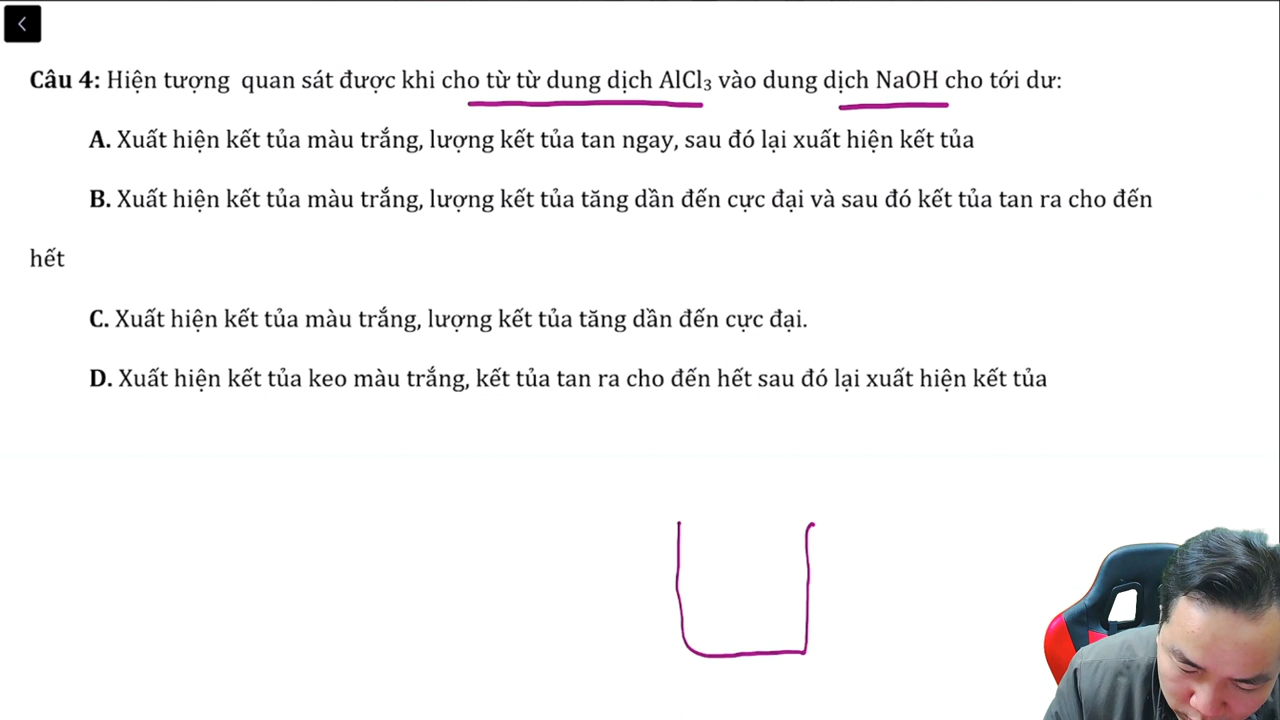 Câu 4: Hiện tượng quan sát được khi cho từ từ dung dịch AlCl₃ vào dung dịch NaOH cho tới dư:
A. Xuất hiện kết tủa màu trắng, lượng kết tủa tan ngay, sau đó lại xuất hiện kết tủa
B. Xuất hiện kết tủa màu trắng, lượng kết tủa tăng dần đến cực đại và sau đó kết tủa tan ra cho đến
hết
C. Xuất hiện kết tủa màu trắng, lượng kết tủa tăng dần đến cực đại.
D. Xuất hiện kết tủa keo màu trắng, kết tủa tan ra cho đến hết sau đó lại xuất hiện kết tủa